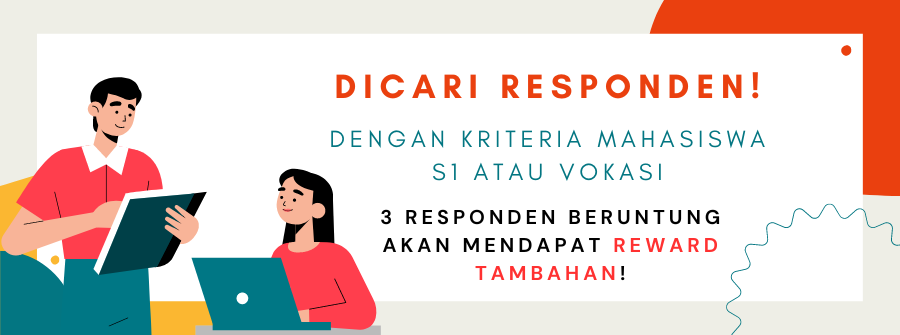 DICARI RESPONDEN!
DENGAN KRITERIA MAHASISWA
S1 ATAU VOKASI
3 RESPONDEN BERUNTUNG
AKAN MENDAPAT REWARD
TAMBAHAN!